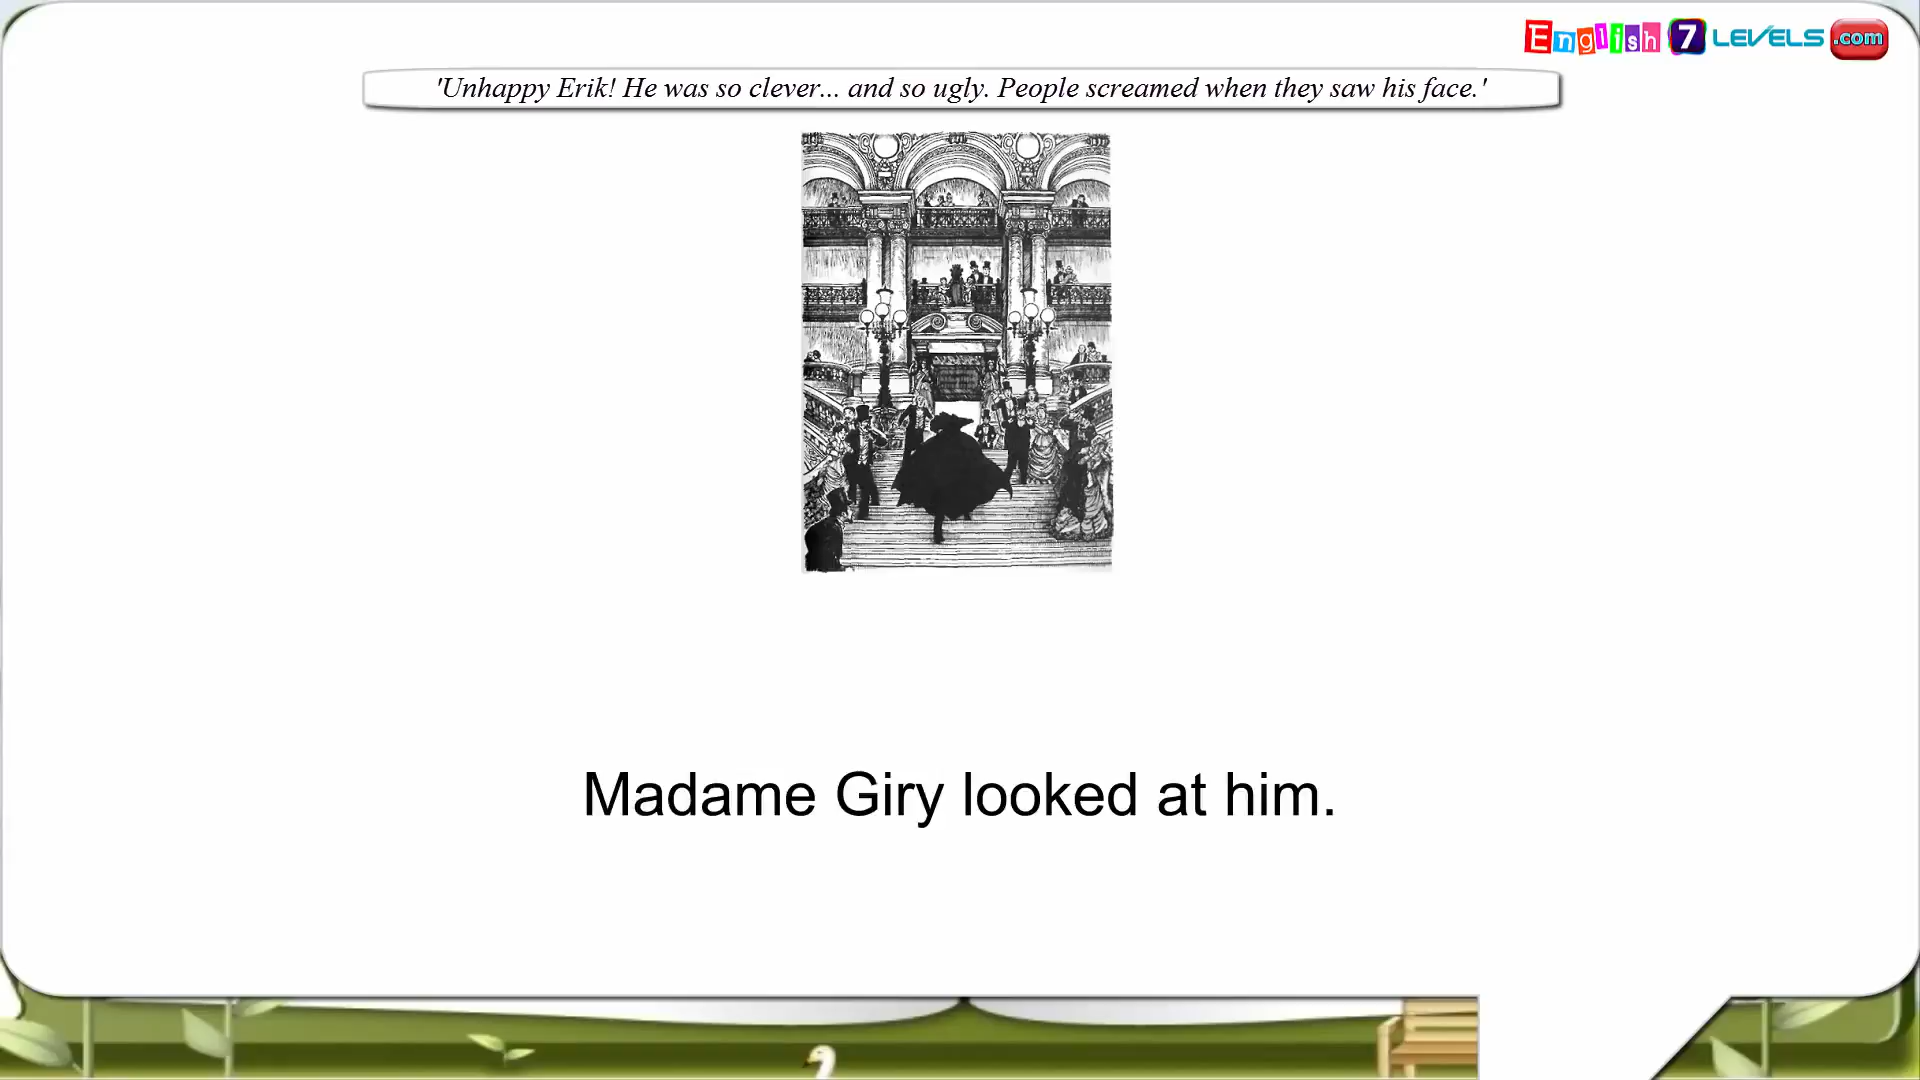 English 7 LEVELS .com
'Unhappy Erik! He was so clever... and so ugly. People screamed when they saw his face.'
Madame Giry looked at him.